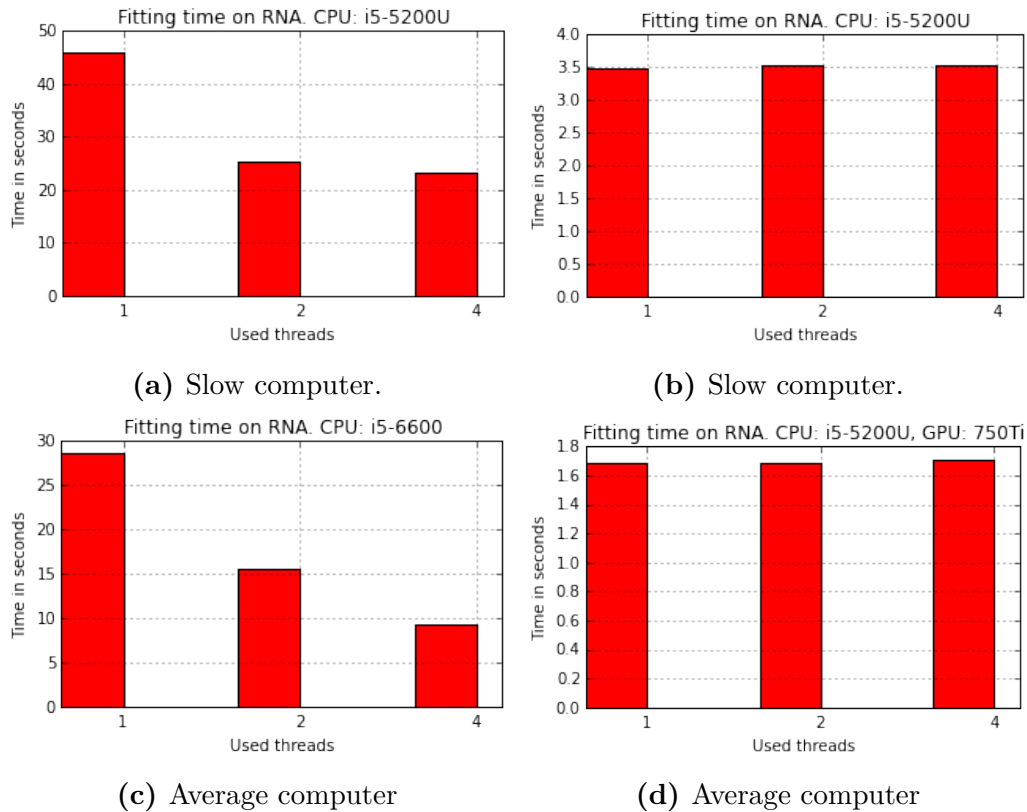 Fitting time on RNA. CPU: i5-5200U
50
40
30
20
10
0
Time in seconds
1 2 4
Used threads
(a) Slow computer.
Fitting time on RNA. CPU: i5-5200U
4.0
3.5
3.0
2.5
2.0
1.5
1.0
0.5
0.0
Time in seconds
1 2 4
Used threads
(b) Slow computer.
Fitting time on RNA. CPU: i5-6600
30
25
20
15
10
5
0
Time in seconds
1 2 4
Used threads
(c) Average computer
Fitting time on RNA. CPU: i5-5200U, GPU: 750Ti
1.8
1.6
1.4
1.2
1.0
0.8
0.6
0.4
0.2
0.0
Time in seconds
1 2 4
Used threads
(d) Average computer